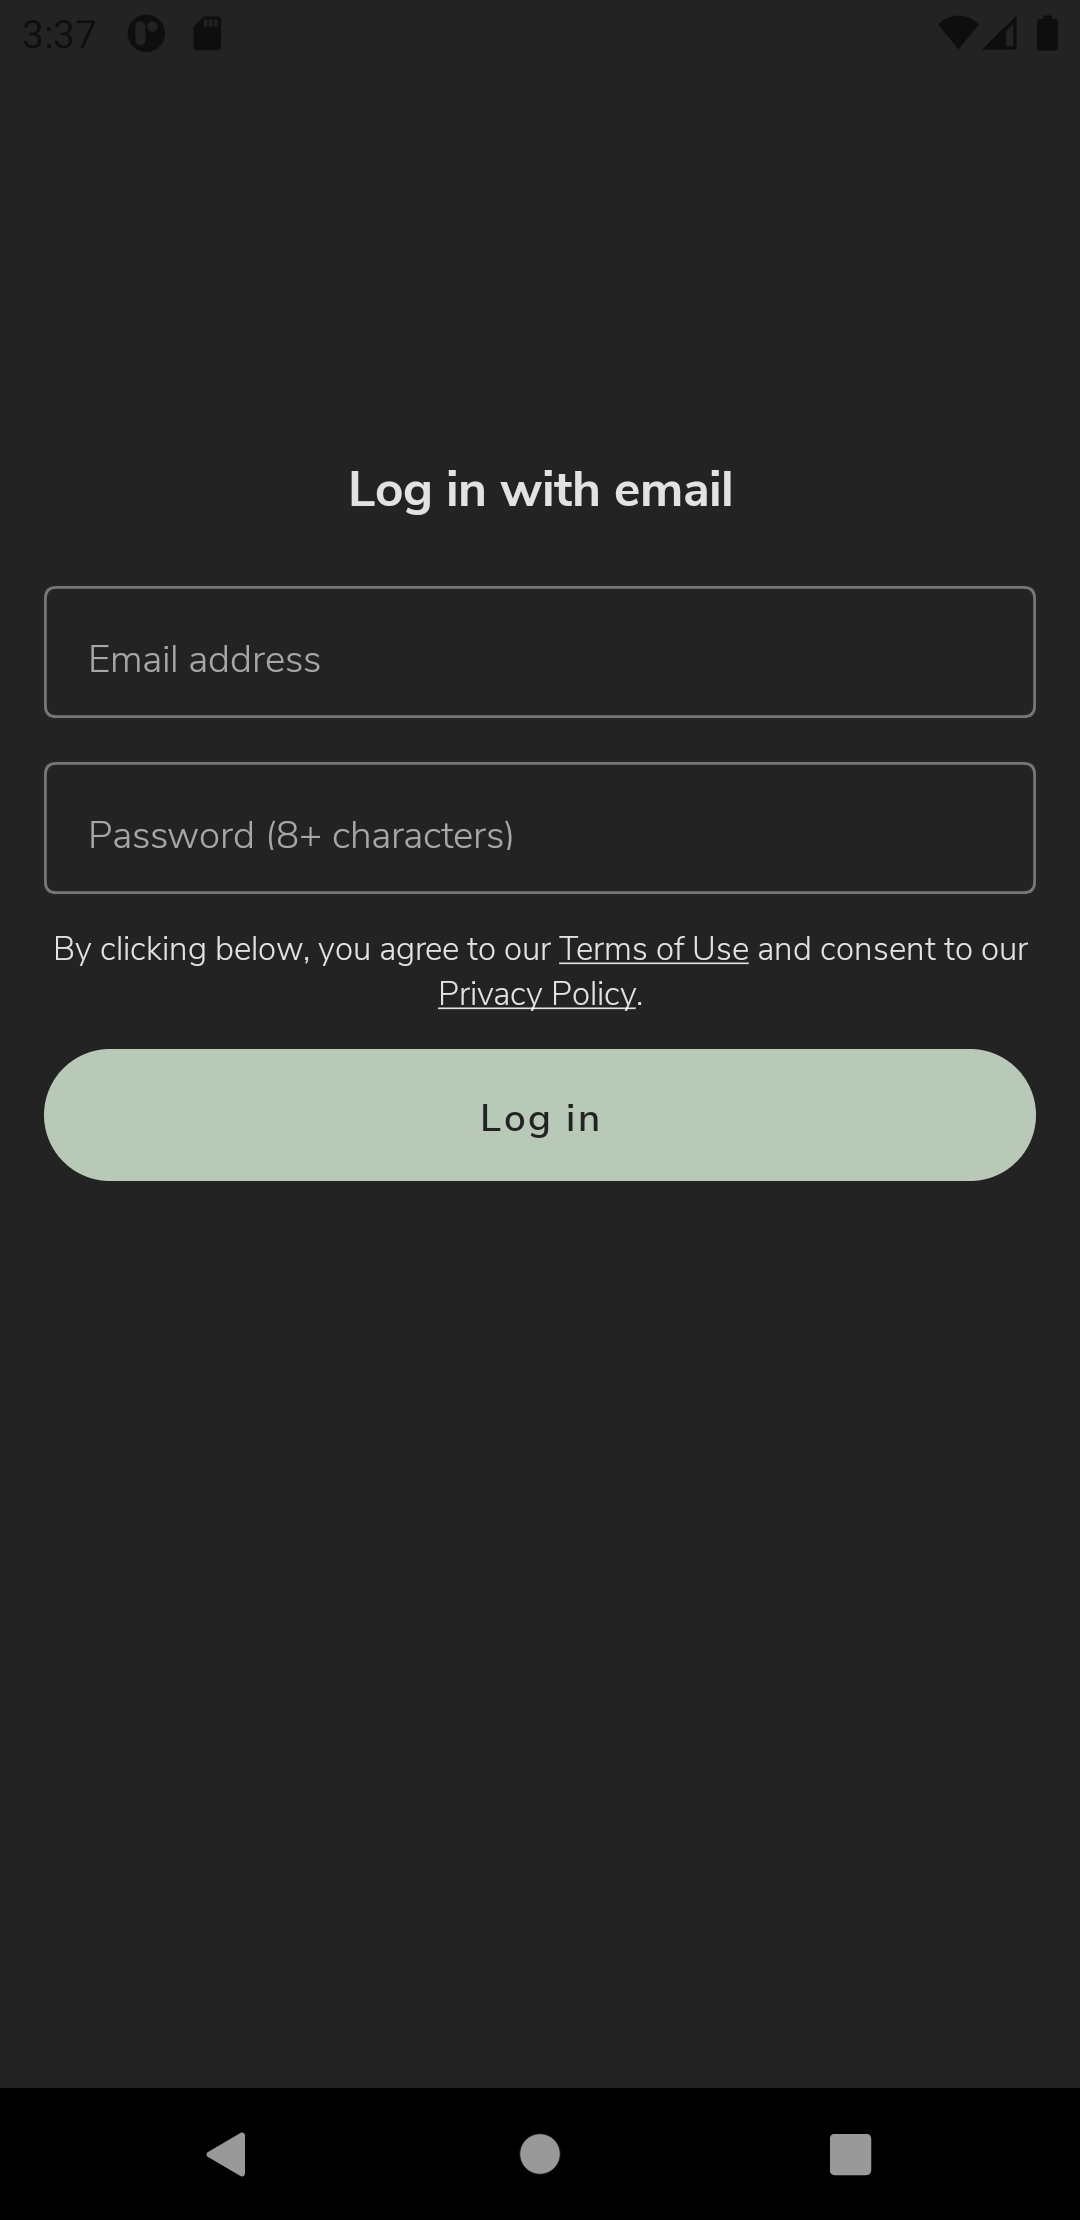 3:37
Log in with email
Email address
Password (8+ characters)
By clicking below, you agree to our Terms of Use and consent to our
Privacy Policy.
Log in